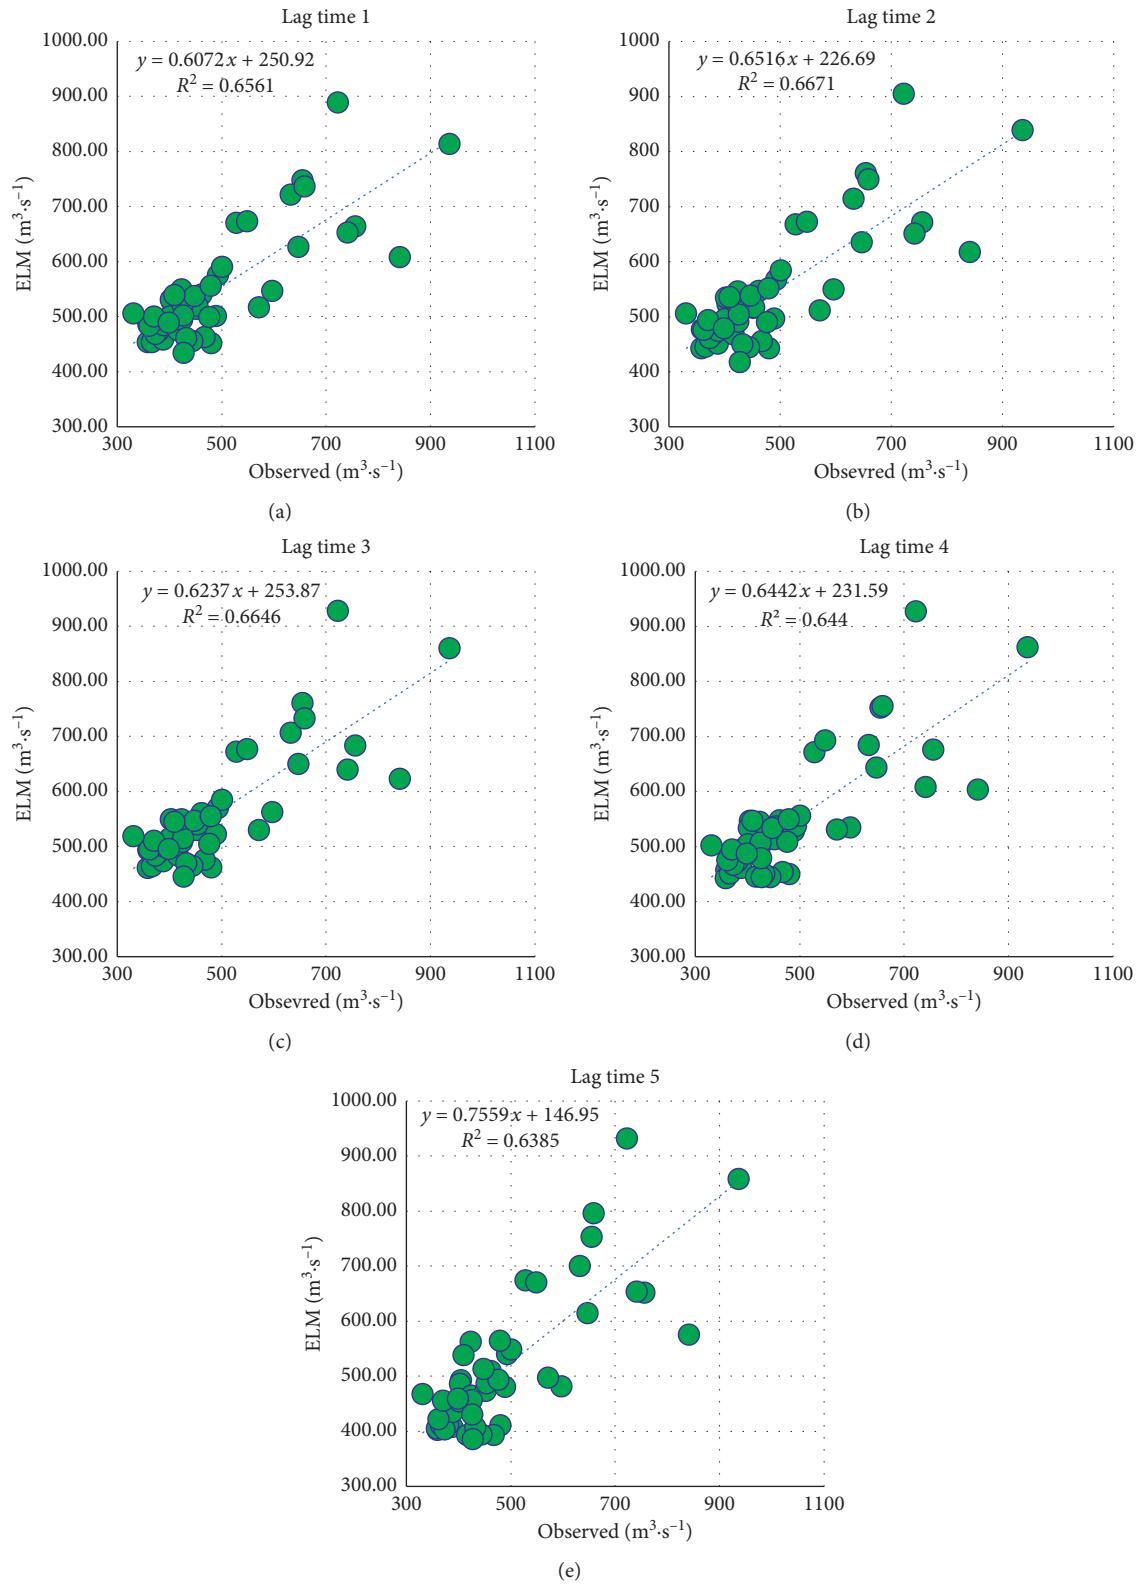 Lag time 1
y = 0.6072x + 250.92
R² = 0.6561
1000.00
900.00
800.00
700.00
600.00
500.00
400.00
300.00
ELM (m³·s⁻¹)
300 500 700 900 1100
Observed (m³·s⁻¹)
(a)
Lag time 2
y = 0.6516x + 226.69
R² = 0.6671
1000
900
800
700
600
500
400
300
ELM (m³·s⁻¹)
300 500 700 900 1100
Obsevred (m³·s⁻¹)
(b)
Lag time 3
y = 0.6237x + 253.87
R² = 0.6646
1000.00
900.00
800.00
700.00
600.00
500.00
400.00
300.00
ELM (m³·s⁻¹)
300 500 700 900 1100
Obsevred (m³·s⁻¹)
(c)
Lag time 4
y = 0.6442x + 231.59
R² = 0.644
1000.00
900.00
800.00
700.00
600.00
500.00
400.00
300.00
ELM (m³·s⁻¹)
300 500 700 900 1100
Observed (m³·s⁻¹)
(d)
Lag time 5
y = 0.7559x + 146.95
R² = 0.6385
1000.00
900.00
800.00
700.00
600.00
500.00
400.00
300.00
ELM (m³·s⁻¹)
300 500 700 900 1100
Observed (m³·s⁻¹)
(e)